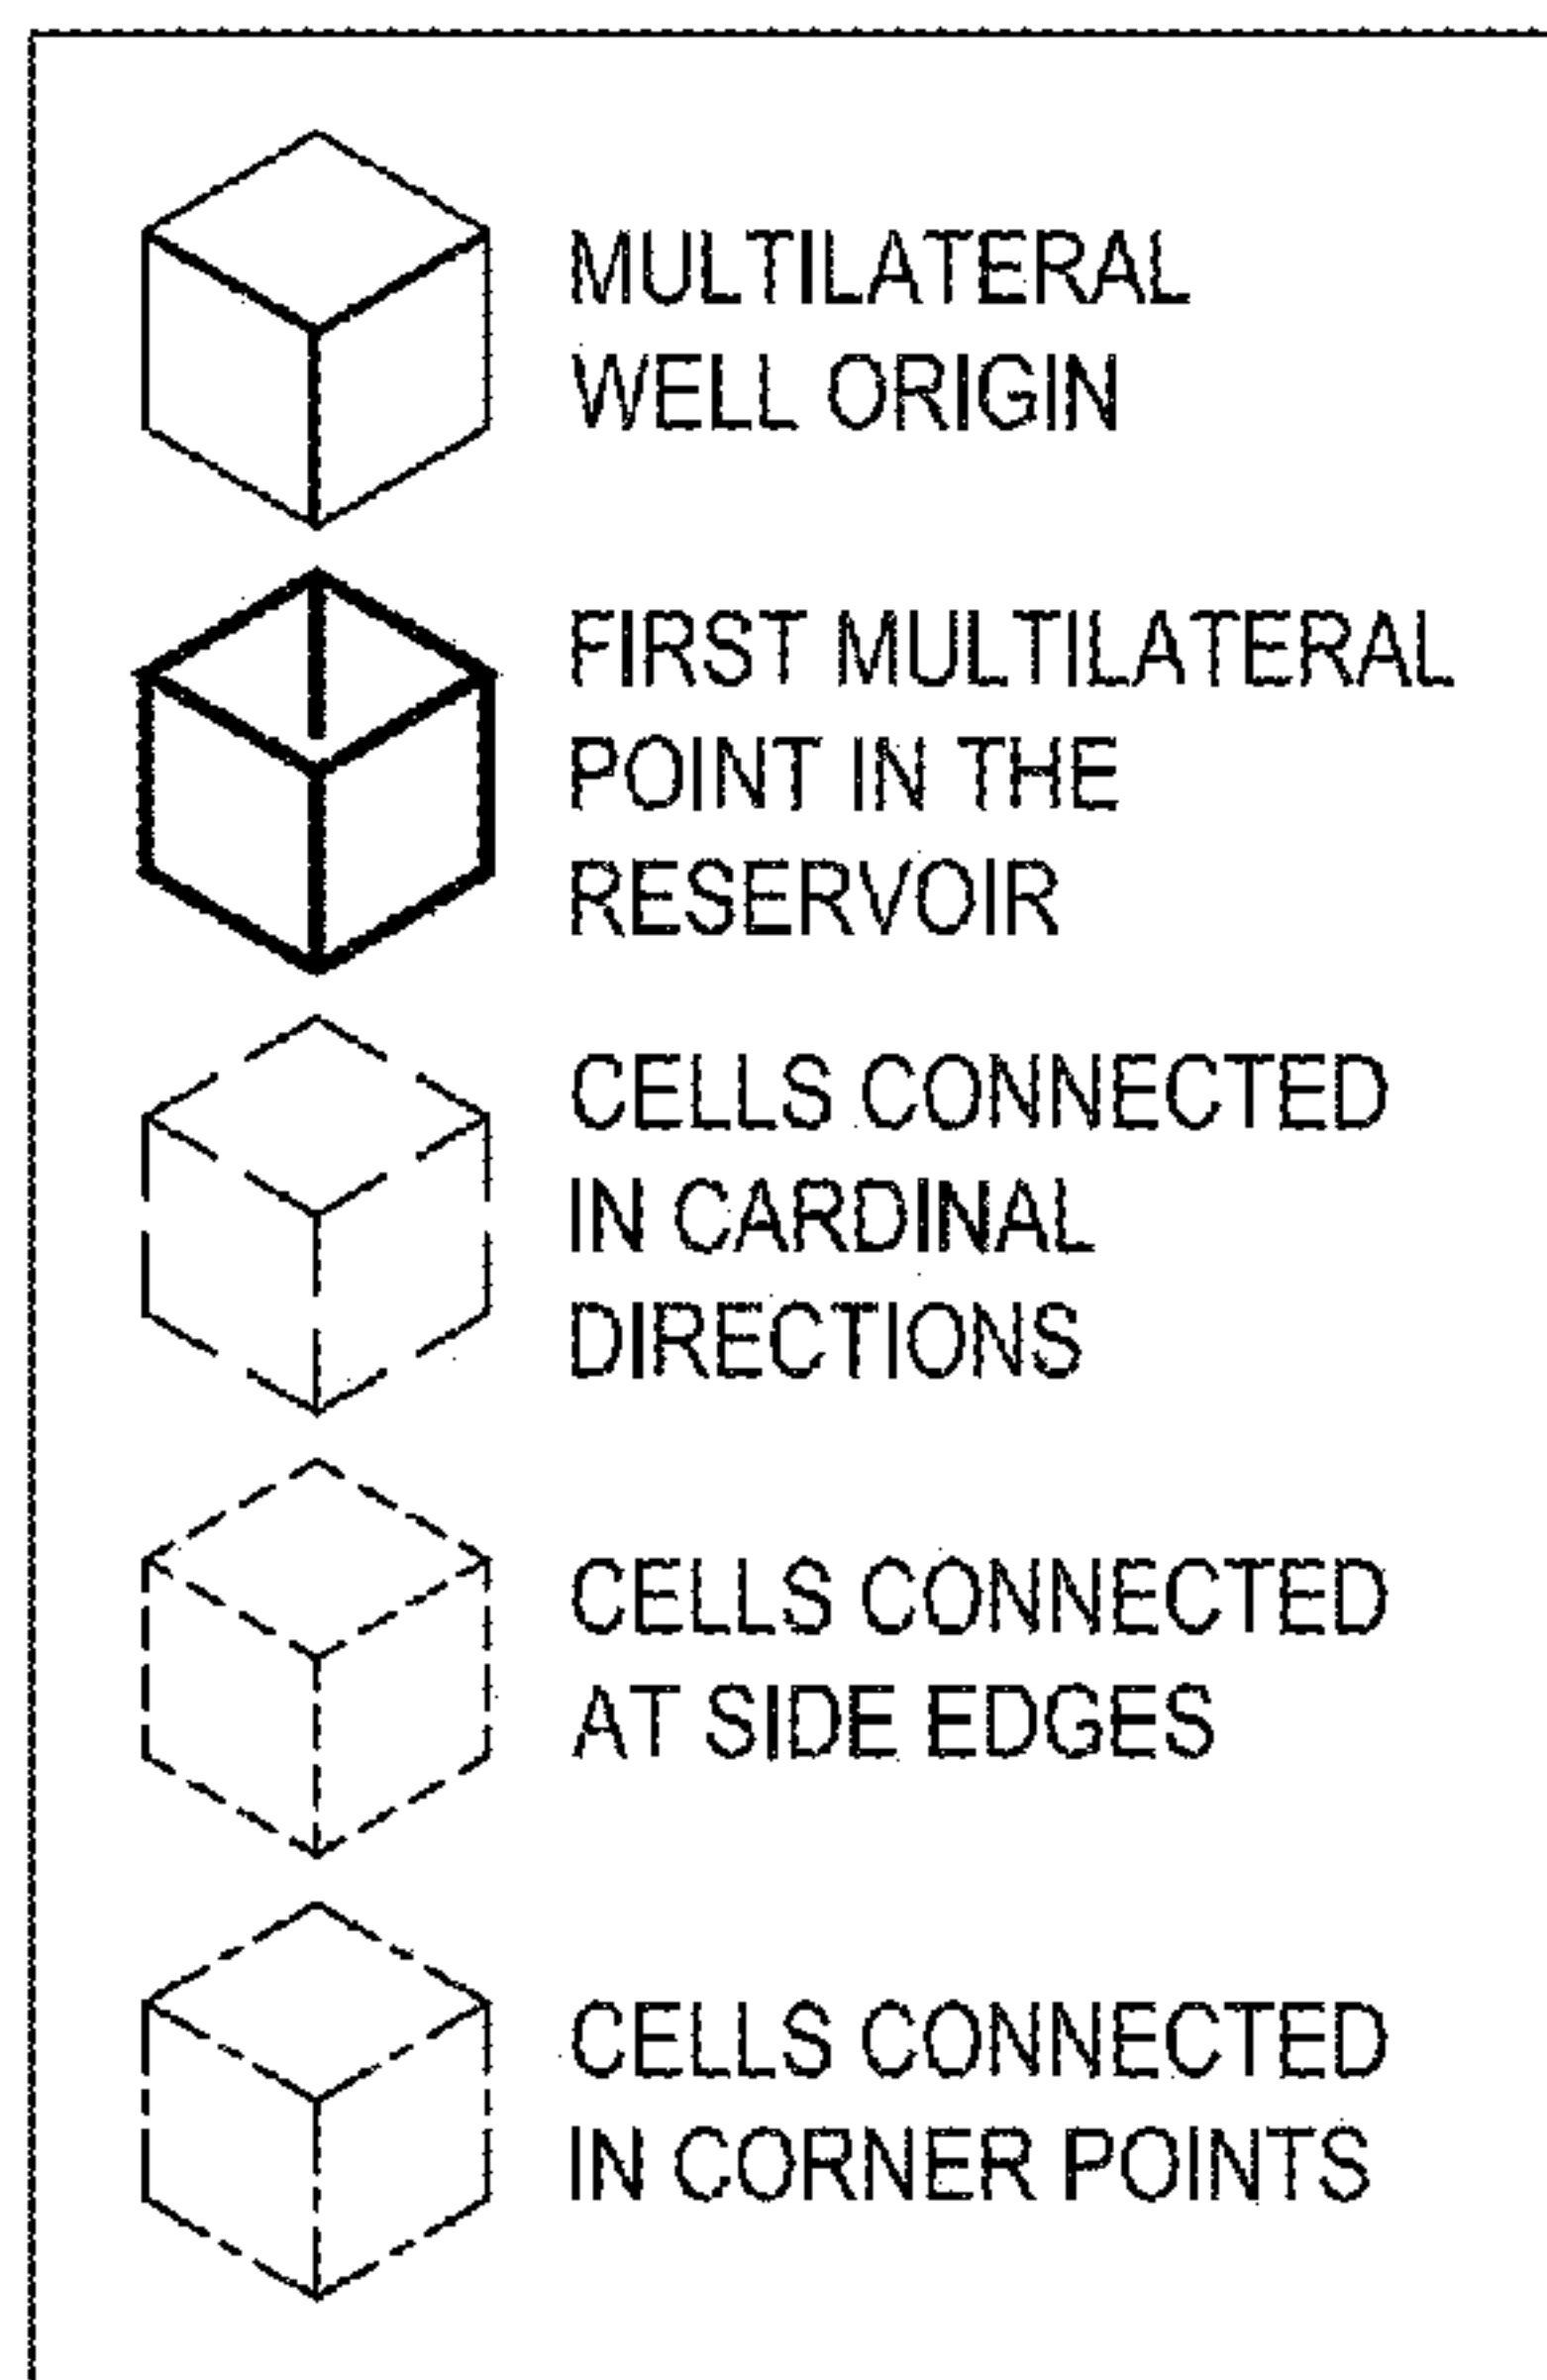 MULTILATERAL
WELL ORIGIN
FIRST MULTILATERAL
POINT IN THE
RESERVOIR
CELLS CONNECTED
IN CARDINAL
DIRECTIONS
CELLS CONNECTED
AT SIDE EDGES
CELLS CONNECTED
IN CORNER POINTS